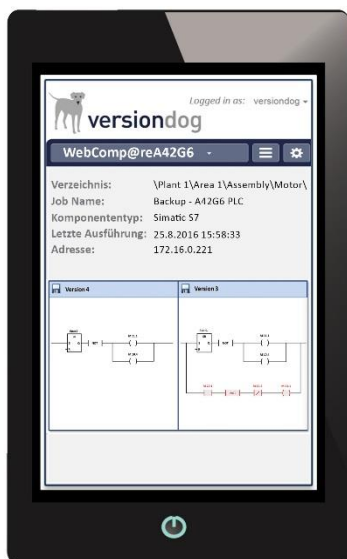 Logged in as: versiondog
versiondog
WebComp@reA42G6
Verzeichnis: \Plant 1\Area 1\Assembly\Motor\
Job Name: Backup - A42G6 PLC
Komponententyp: Simatic S7
Letzte Ausführung: 25.8.2016 15:58:33
Adresse: 172.16.0.221
Version 4 Version 3